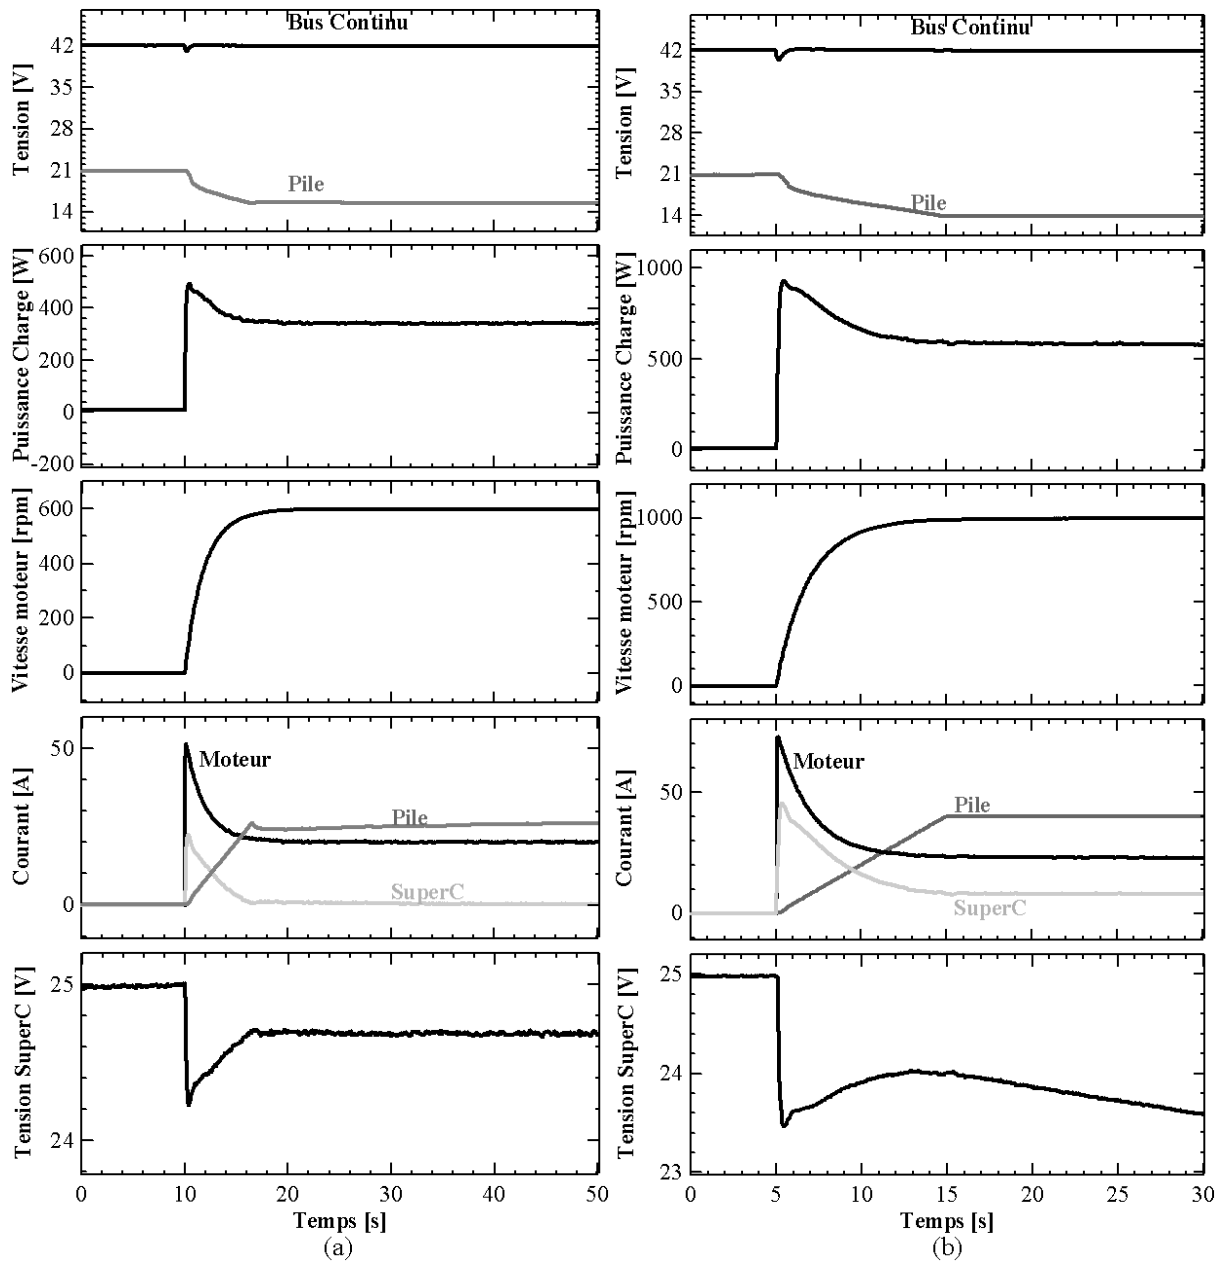 Bus Continu
42
35
28
21
14
Tension [V]
Pile
600
400
200
0
-200
Puissance Charge [W]
600
400
200
0
Vitesse moteur [rpm]
50
0
Courant [A]
Moteur
Pile
SuperC
25
24
Tension SuperC [V]
0 10 20 30 40 50
Temps [s]
(a)
Bus Continu
42
35
28
21
14
Tension [V]
Pile
1000
500
0
Puissance Charge [W]
1000
500
0
Vitesse moteur [rpm]
50
0
Courant [A]
Moteur
Pile
SuperC
25
24
23
Tension SuperC [V]
0 5 10 15 20 25 30
Temps [s]
(b)